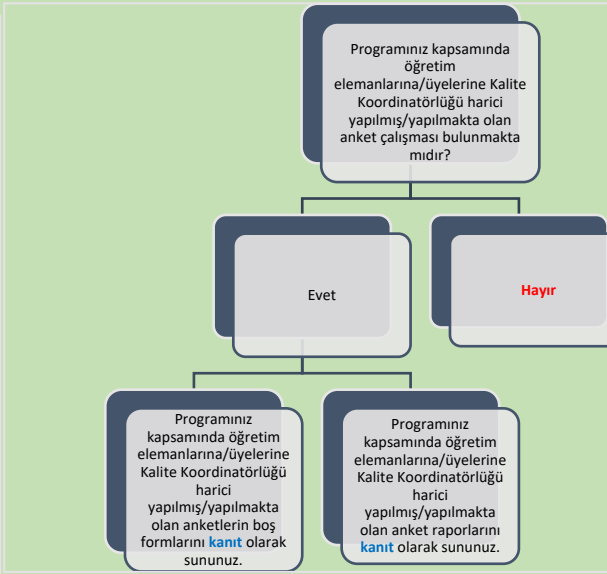 Programınız kapsamında
öğretim
elemanlarına/üyelerine Kalite
Koordinatörlüğü harici
yapılmış/yapılmakta olan
anket çalışması bulunmakta
mıdır?
Evet
Hayır
Programınız
kapsamında öğretim
elemanlarına/üyelerine
Kalite Koordinatörlüğü
harici
yapılmış/yapılmakta
olan anketlerin boş
formlarını kanıt olarak
sununuz.
Programınız
kapsamında öğretim
elemanlarına/üyelerine
Kalite Koordinatörlüğü
harici
yapılmış/yapılmakta
olan anket raporlarını
kanıt olarak sununuz.